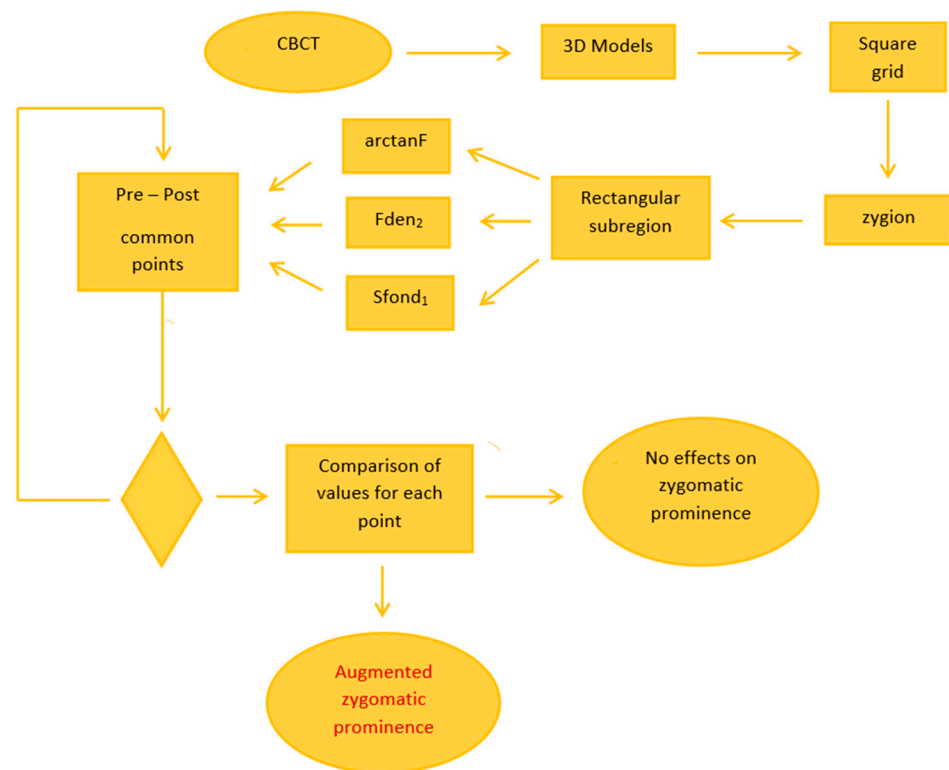 CBCT
3D Models
Square
grid
arctanF
Pre – Post
common
points
Fden₂
Rectangular
subregion
zygion
Sfond₁
Comparison of
values for each
point
No effects on
zygomatic
prominence
Augmented
zygomatic
prominence